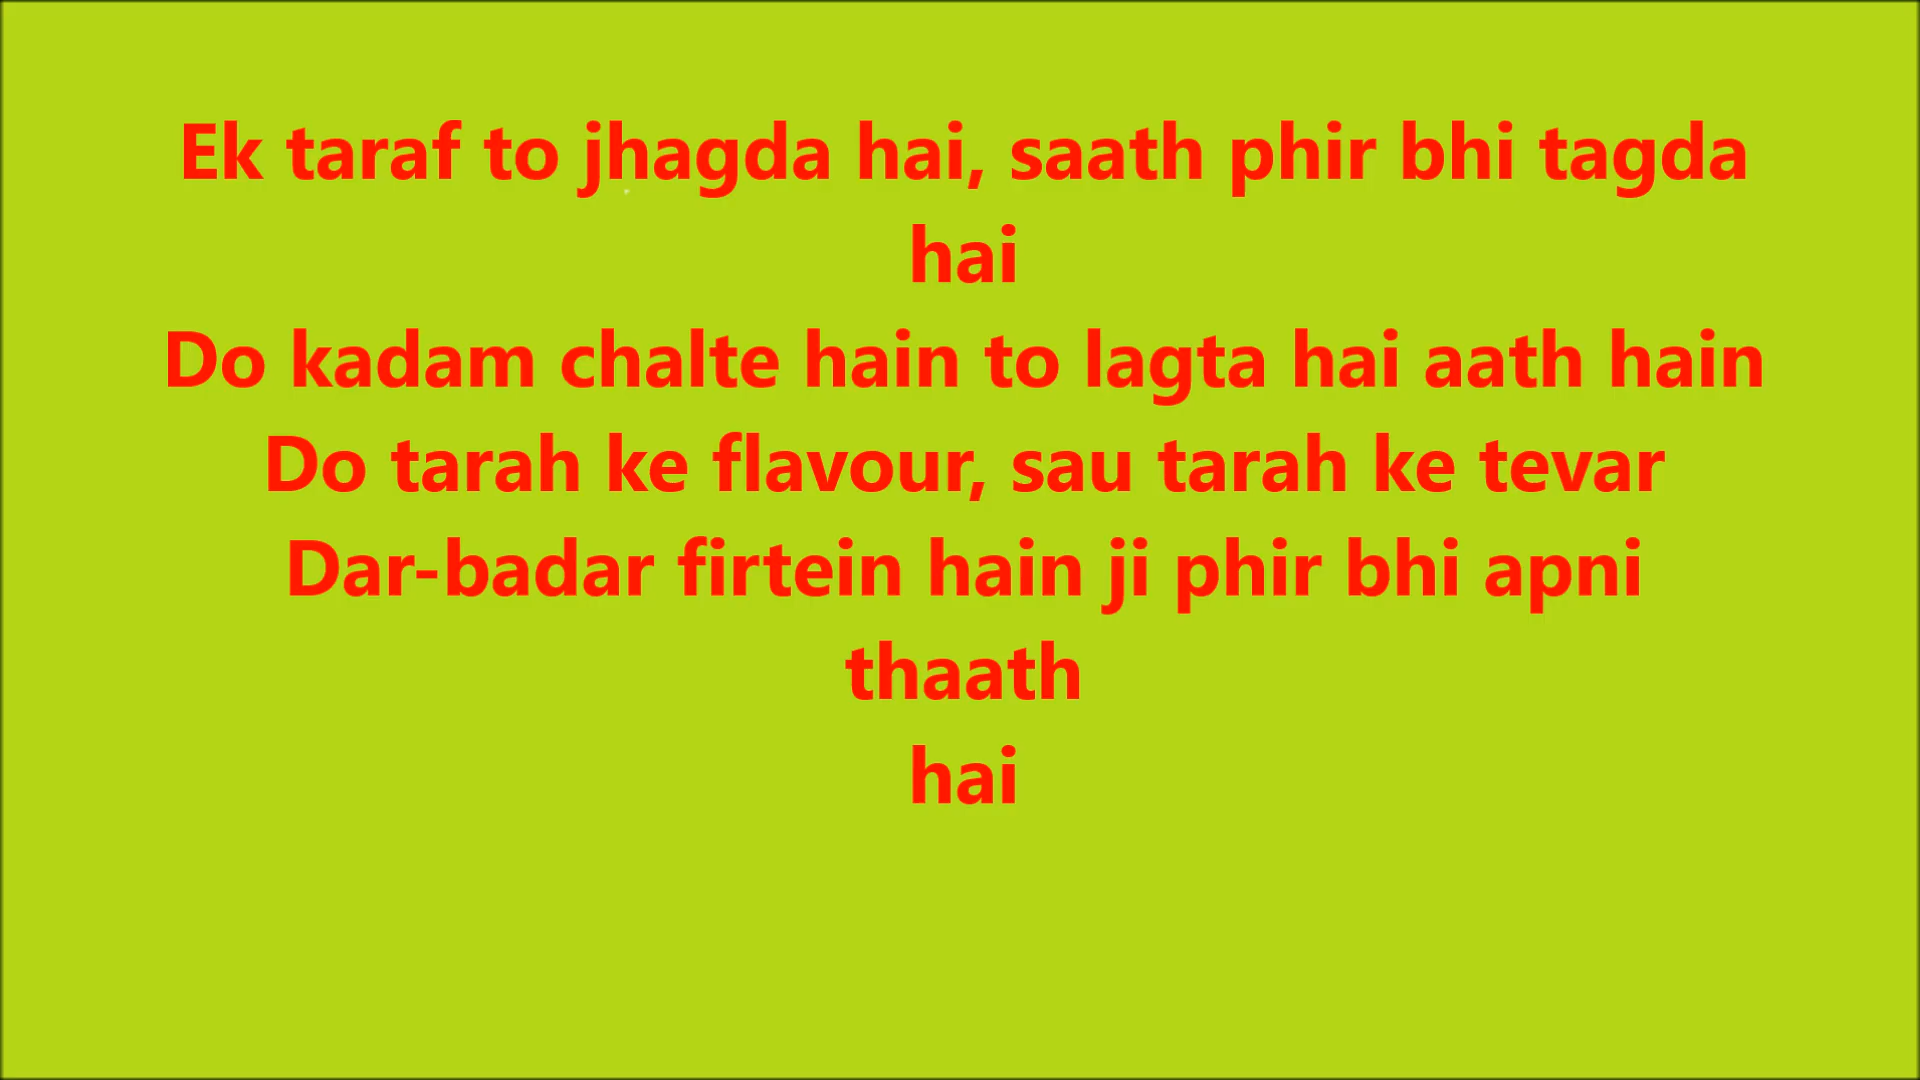 Ek taraf to jhagda hai, saath phir bhi tagda
hai
Do kadam chalte hain to lagta hai aath hain
Do tarah ke flavour, sau tarah ke tevar
Dar-badar firtein hain ji phir bhi apni
thaath
hai